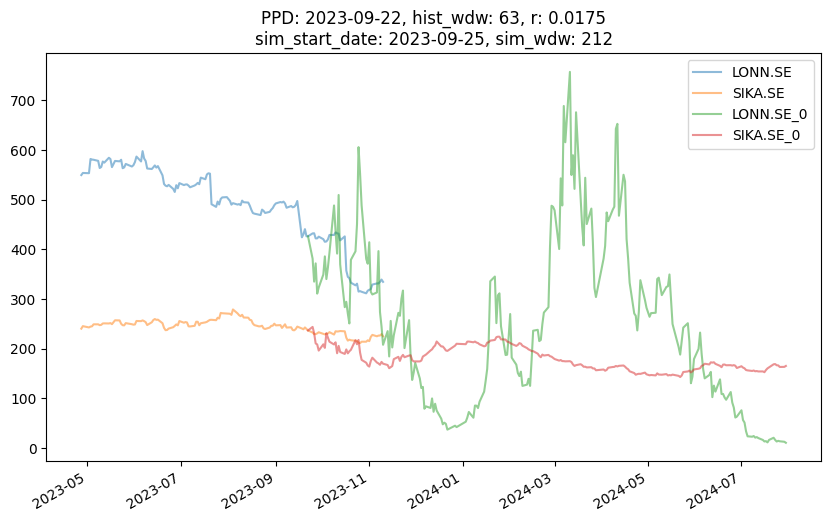 PPD: 2023-09-22, hist_wdw: 63, r: 0.0175
sim_start_date: 2023-09-25, sim_wdw: 212
LONN.SE
SIKA.SE
LONN.SE_0
SIKA.SE_0
700
600
500
400
300
200
100
0
2023-05
2023-07
2023-09
2023-11
2024-01
2024-03
2024-05
2024-07